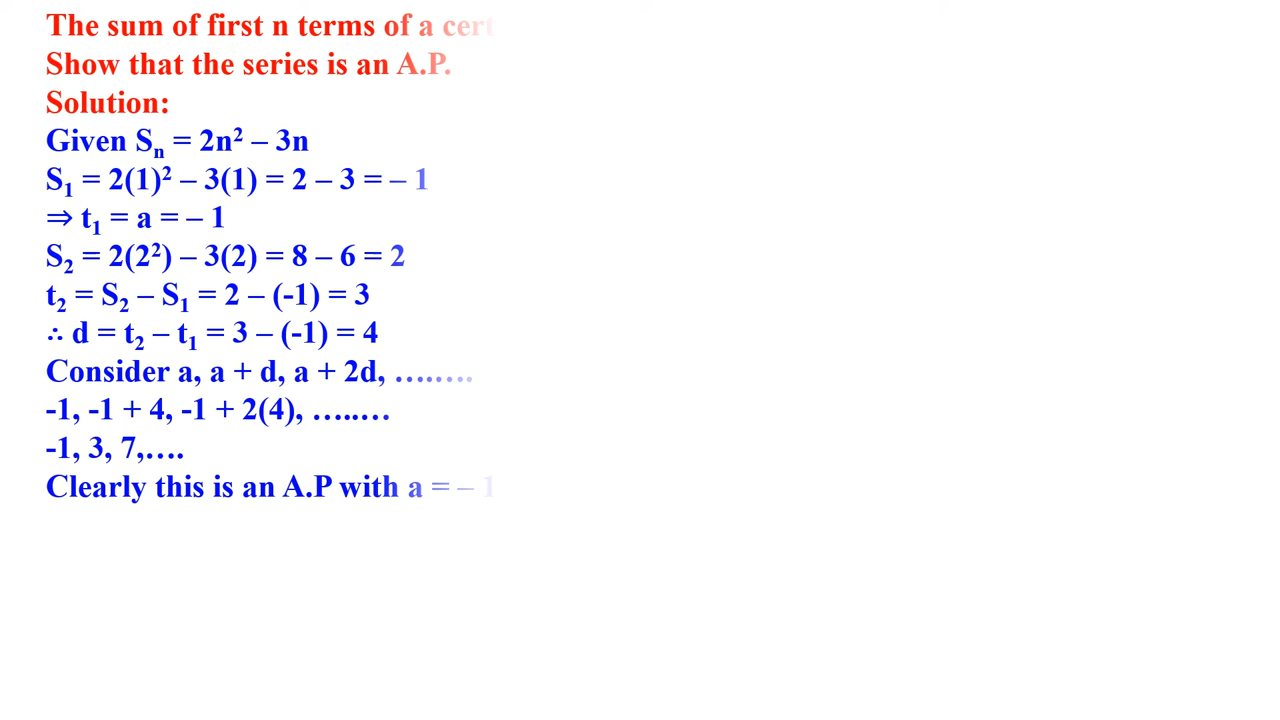 The sum of first n terms of a
Show that the series is an A.P.
Solution:
Given Sₙ = 2n² – 3n
S₁ = 2(1)² – 3(1) = 2 – 3 = – 1
⇒ t₁ = a = – 1
S₂ = 2(2²) – 3(2) = 8 – 6 = 2
t₂ = S₂ – S₁ = 2 – (-1) = 3
∴ d = t₂ – t₁ = 3 – (-1) = 4
Consider a, a + d, a + 2d, ….….
-1, -1 + 4, -1 + 2(4), …..…
-1, 3, 7,….
Clearly this is an A.P with a = – 1